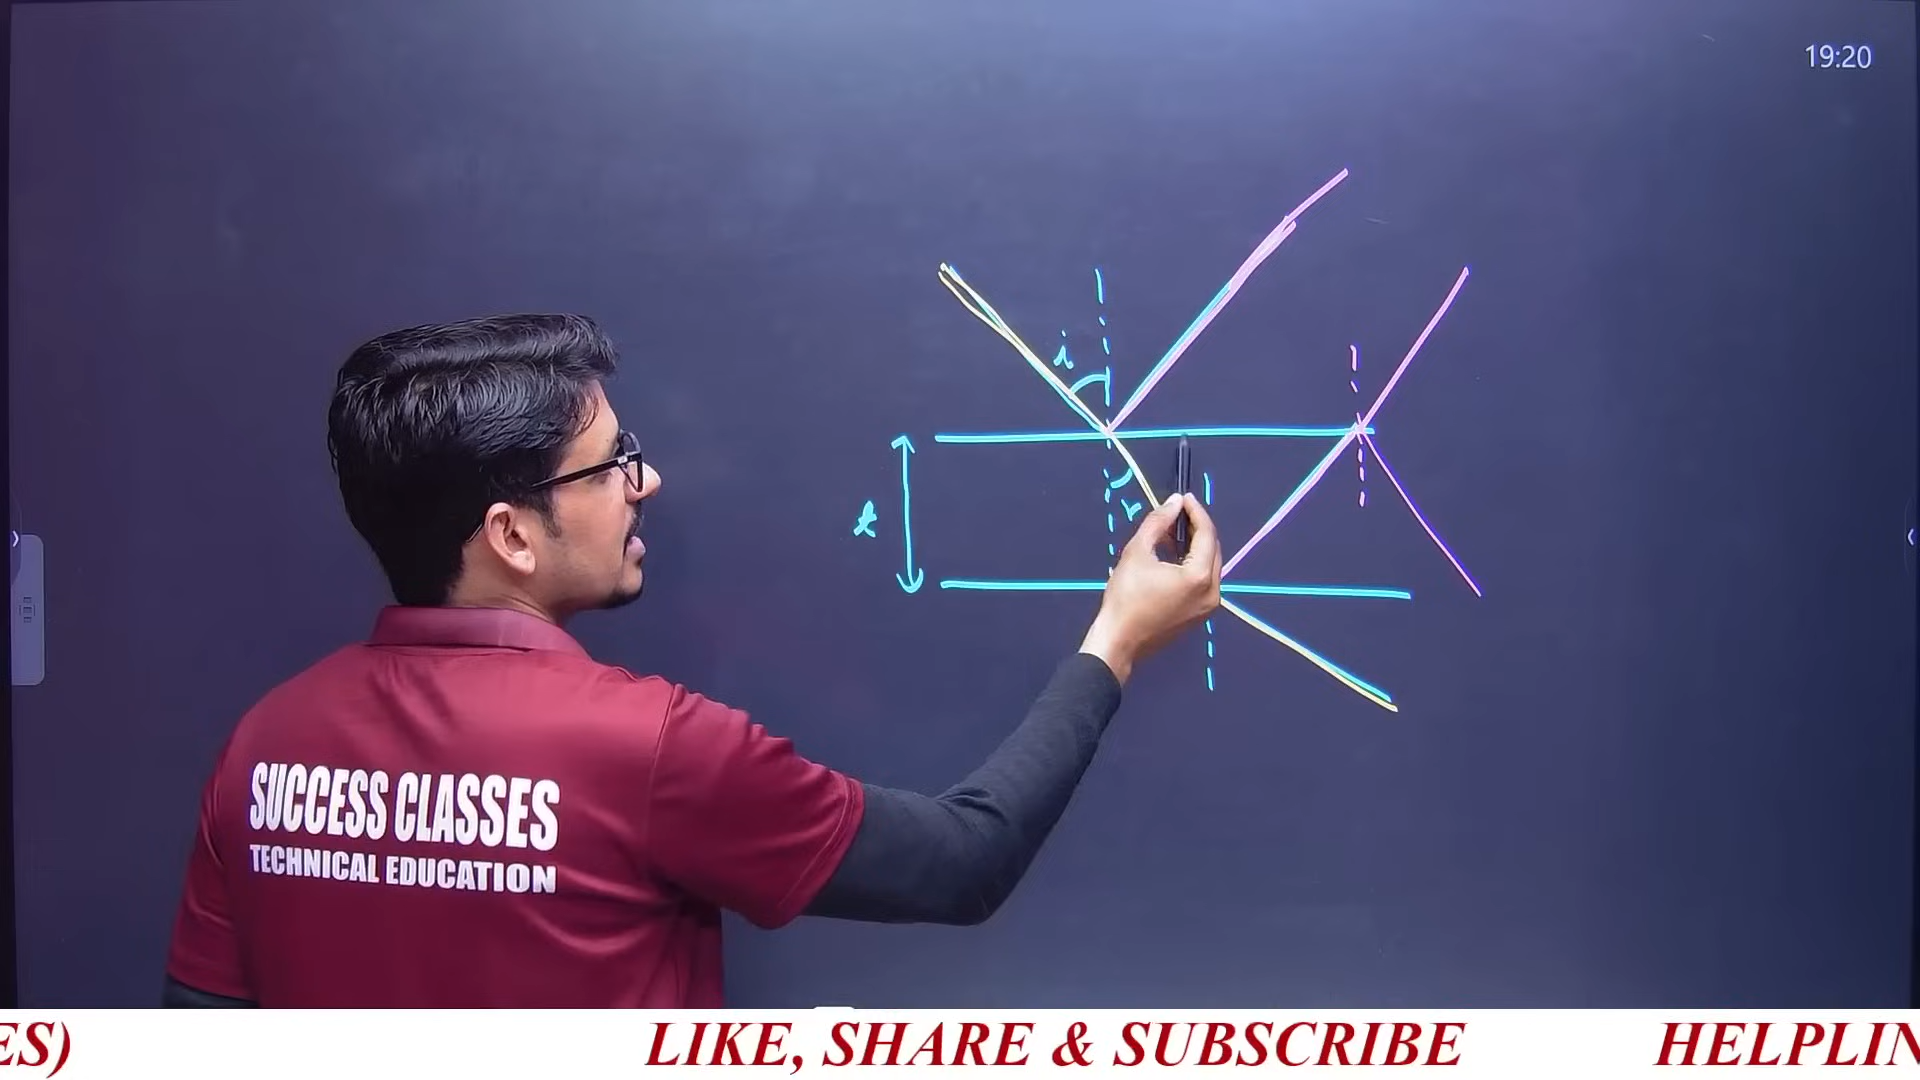 19:20
i
t
r
SUCCESS CLASSES
TECHNICAL EDUCATION
ES) LIKE, SHARE & SUBSCRIBE HELPLIN